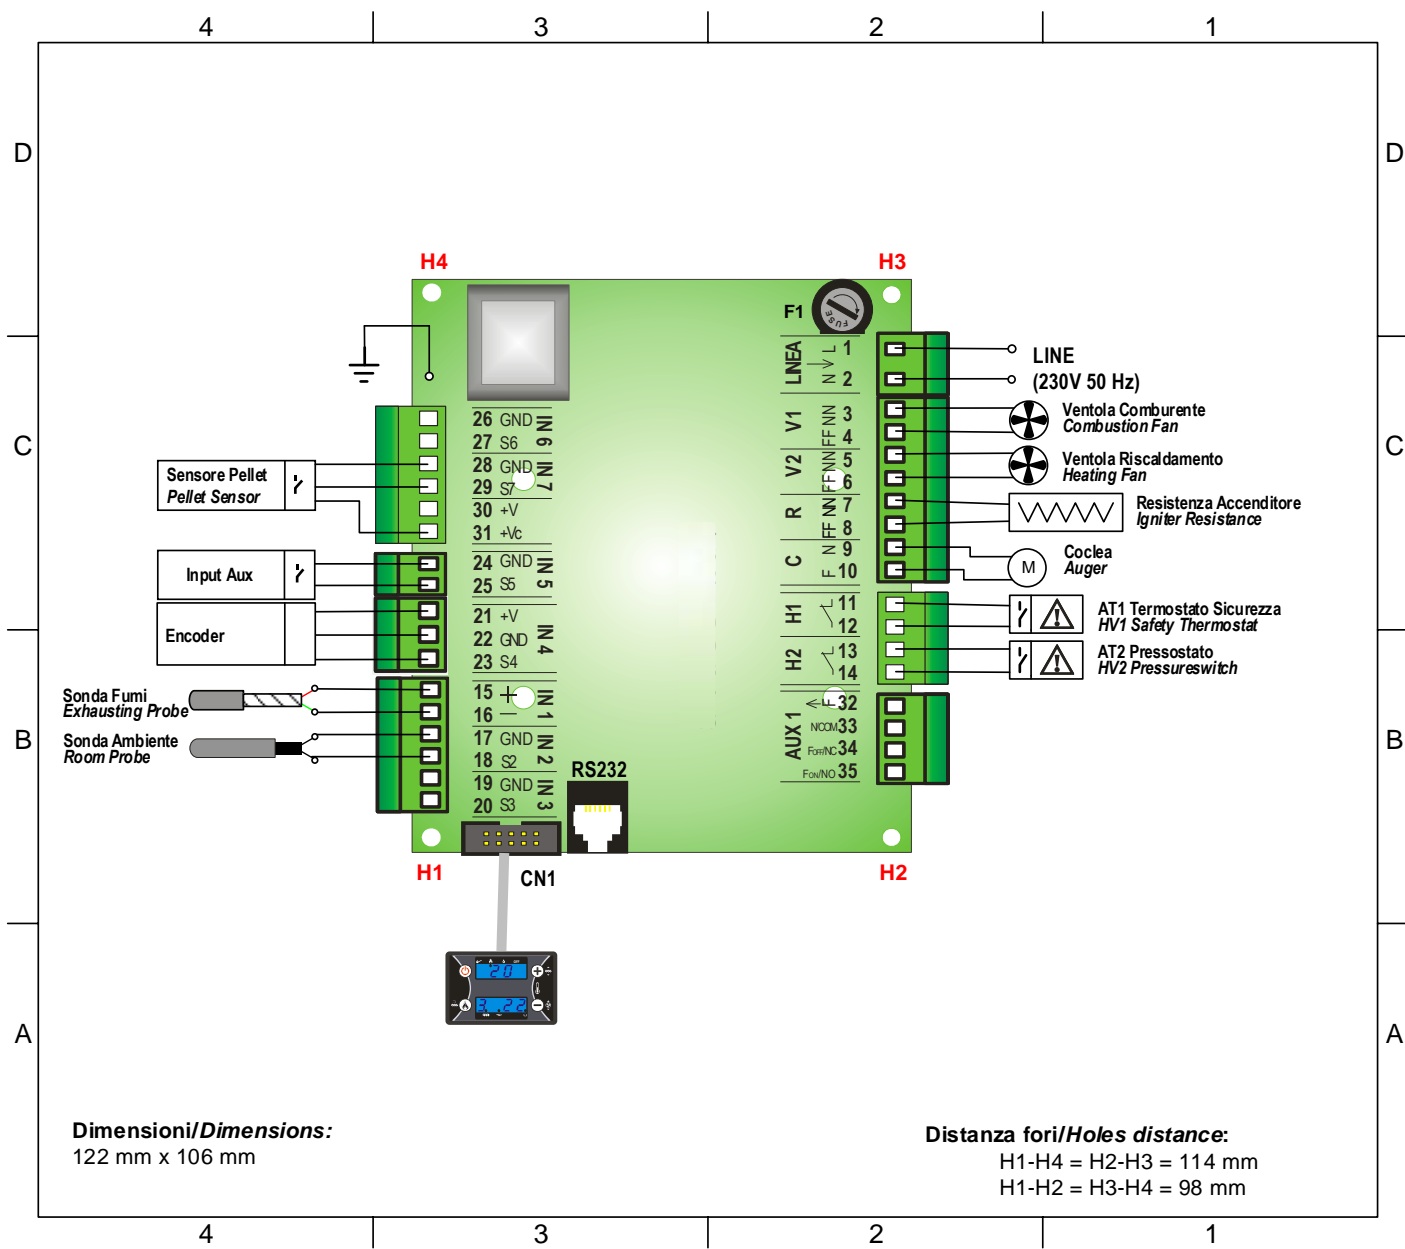 4 3 2 1
D D
C C
B B
A A
H4 H3
F1
FUSE
LINEA
L 1
N 2
V1
N 3
FF 4
V2
N 5
FF 6
R
N 7
FF 8
C
N 9
F 10
H1
11
12
H2
13
14
AUX 1
F 32
N/COM 33
FOFF/NC 34
FON/NO 35
LINE
(230V 50 Hz)
Ventola Comburente
Combustion Fan
Ventola Riscaldamento
Heating Fan
Resistenza Accenditore
Igniter Resistance
Coclea
Auger
M
AT1 Termostato Sicurezza
HV1 Safety Thermostat
AT2 Pressostato
HV2 Pressureswitch
26 GND
27 S6
IN 6
28 GND
29 S7
IN 7
30 +V
31 +Vc
24 GND
25 S5
IN 5
21 +V
22 GND
23 S4
IN 4
15 +
16 –
IN 1
17 GND
18 S2
IN 2
19 GND
20 S3
IN 3
Sensore Pellet
Pellet Sensor
Input Aux
Encoder
Sonda Fumi
Exhausting Probe
Sonda Ambiente
Room Probe
RS232
H1 H2
CN1
20
3. .22
Dimensioni/Dimensions:
122 mm x 106 mm
Distanza fori/Holes distance:
H1-H4 = H2-H3 = 114 mm
H1-H2 = H3-H4 = 98 mm
4 3 2 1